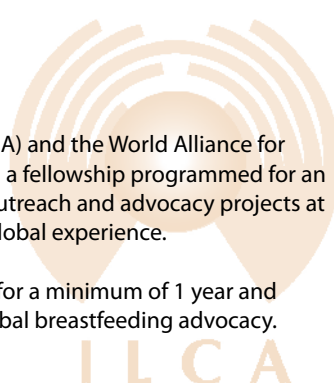 A) and the World Alliance for
a fellowship programmed for an
utreach and advocacy projects at
lobal experience.
for a minimum of 1 year and
bal breastfeeding advocacy.
ILCA